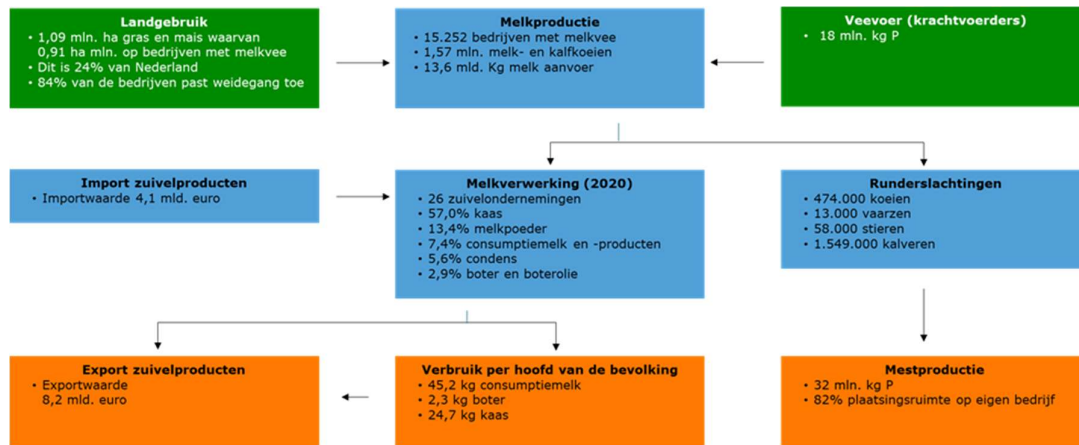 Landgebruik
• 1,09 mln. ha gras en mais waarvan
0,91 ha mln. op bedrijven met melkvee
• Dit is 24% van Nederland
• 84% van de bedrijven past weidegang toe
Melkproductie
• 15.252 bedrijven met melkvee
• 1,57 mln. melk- en kalfkoeien
• 13,6 mld. Kg melk aanvoer
Veevoer (krachtvoerders)
• 18 mln. kg P
Import zuivelproducten
• Importwaarde 4,1 mld. euro
Melkverwerking (2020)
• 26 zuivelondernemingen
• 57,0% kaas
• 13,4% melkpoeder
• 7,4% consumptiemelk en -producten
• 5,6% condens
• 2,9% boter en boterolie
Runderslachtingen
• 474.000 koeien
• 13.000 vaarzen
• 58.000 stieren
• 1.549.000 kalveren
Export zuivelproducten
• Exportwaarde
8,2 mld. euro
Verbruik per hoofd van de bevolking
• 45,2 kg consumptiemelk
• 2,3 kg boter
• 24,7 kg kaas
Mestproductie
• 32 mln. kg P
• 82% plaatsingsruimte op eigen bedrijf